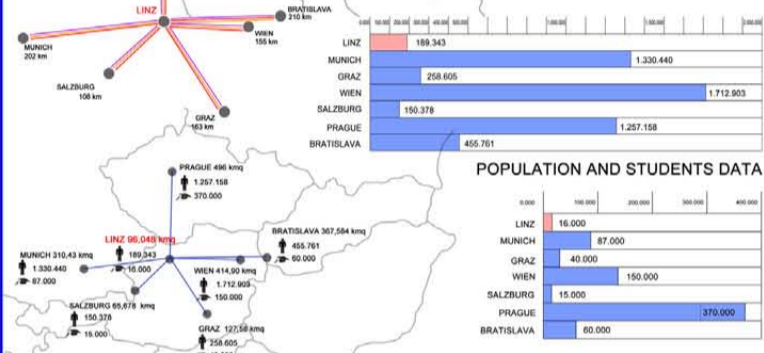 LINZ
BRATISLAVA
210 km
WIEN
155 km
MUNICH
202 km
SALZBURG
108 km
GRAZ
163 km
LINZ 189.343
MUNICH 1.330.440
GRAZ 258.605
WIEN 1.712.903
SALZBURG 150.378
PRAGUE 1.257.158
BRATISLAVA 455.761
POPULATION AND STUDENTS DATA
0.000 100.000 200.000 300.000 400.000
LINZ 16.000
MUNICH 87.000
GRAZ 40.000
WIEN 150.000
SALZBURG 15.000
PRAGUE 370.000
BRATISLAVA 60.000
PRAGUE 496 kmq
1.257.158
370.000
LINZ 96,048 kmq
189.343
16.000
BRATISLAVA 367,584 kmq
455.761
60.000
MUNICH 310,43 kmq
1.330.440
87.000
WIEN 414,90 kmq
1.712.903
150.000
SALZBURG 65,678 kmq
150.378
15.000
GRAZ 127,58 kmq
258.605